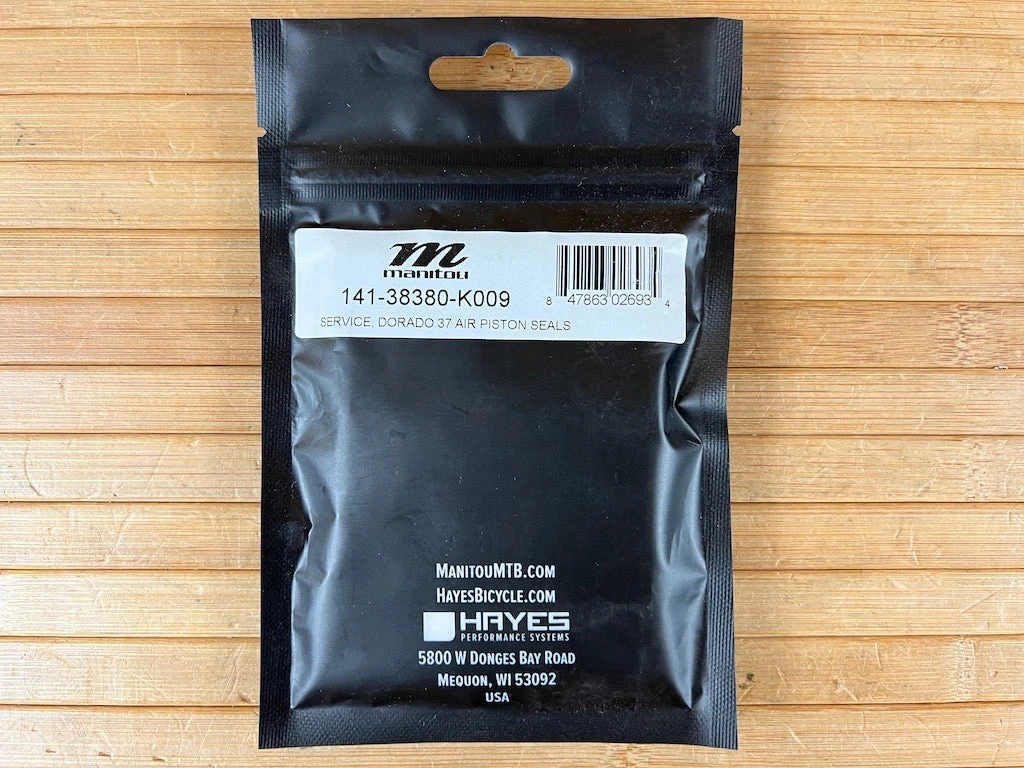 m
manitou
141-38380-K009
8 47863 02693 4
SERVICE, DORADO 37 AIR PISTON SEALS
MANITOUMTB.COM
HAYESBICYCLE.COM
HAYES
PERFORMANCE SYSTEMS
5800 W DONGES BAY ROAD
MEQUON, WI 53092
USA